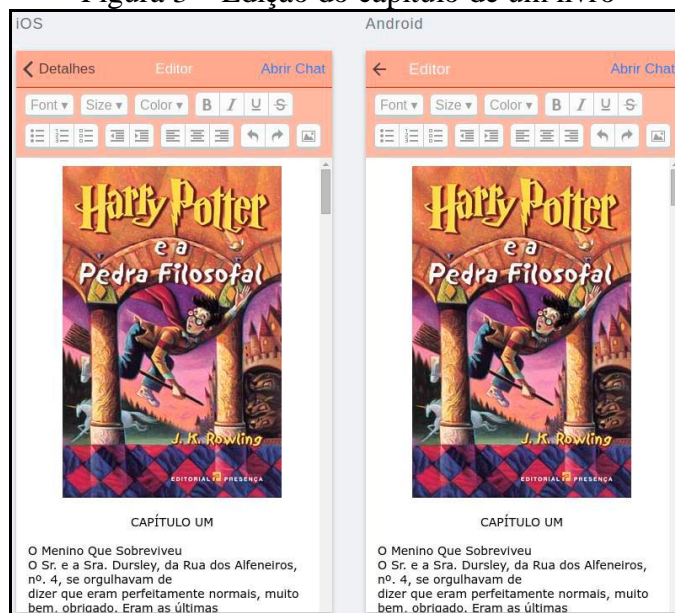 Figura – Edição do capítulo de um livro
iOS
Detalhes Editor Abrir Chat
Font ▾ Size ▾ Color ▾ B I U S
Harry Potter
e a
Pedra Filosofal
J. K. Rowling
EDITORIAL PRESENÇA
CAPÍTULO UM
O Menino Que Sobreviveu
O Sr. e a Sra. Dursley, da Rua dos Alfeneiros,
nº. 4, se orgulhavam de
dizer que eram perfeitamente normais, muito
bem, obrigado. Eram as últimas
Android
Editor Abrir Chat
Font ▾ Size ▾ Color ▾ B I U S
Harry Potter
e a
Pedra Filosofal
J. K. Rowling
EDITORIAL PRESENÇA
CAPÍTULO UM
O Menino Que Sobreviveu
O Sr. e a Sra. Dursley, da Rua dos Alfeneiros,
nº. 4, se orgulhavam de
dizer que eram perfeitamente normais, muito
bem, obrigado. Eram as últimas